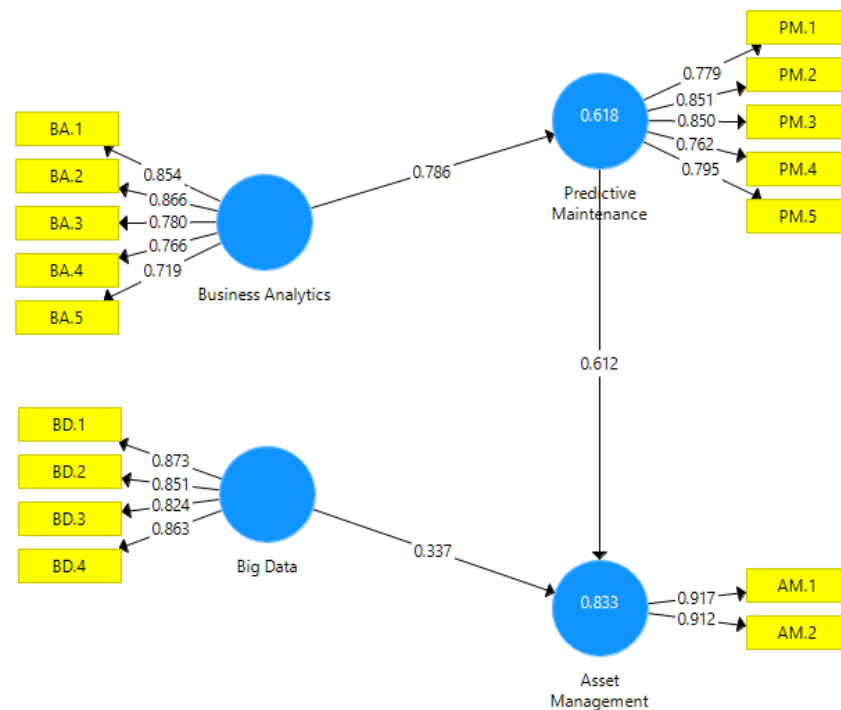 PM.1
0.779
PM.2
0.851
0.618
0.850
PM.3
0.762
PM.4
0.795
PM.5
Predictive
Maintenance
BA.1
0.854
BA.2
0.866
BA.3
0.780
BA.4
0.766
BA.5
0.719
Business Analytics
0.786
0.612
BD.1
0.873
BD.2
0.851
BD.3
0.824
BD.4
0.863
Big Data
0.337
0.833
0.917
AM.1
0.912
AM.2
Asset
Management